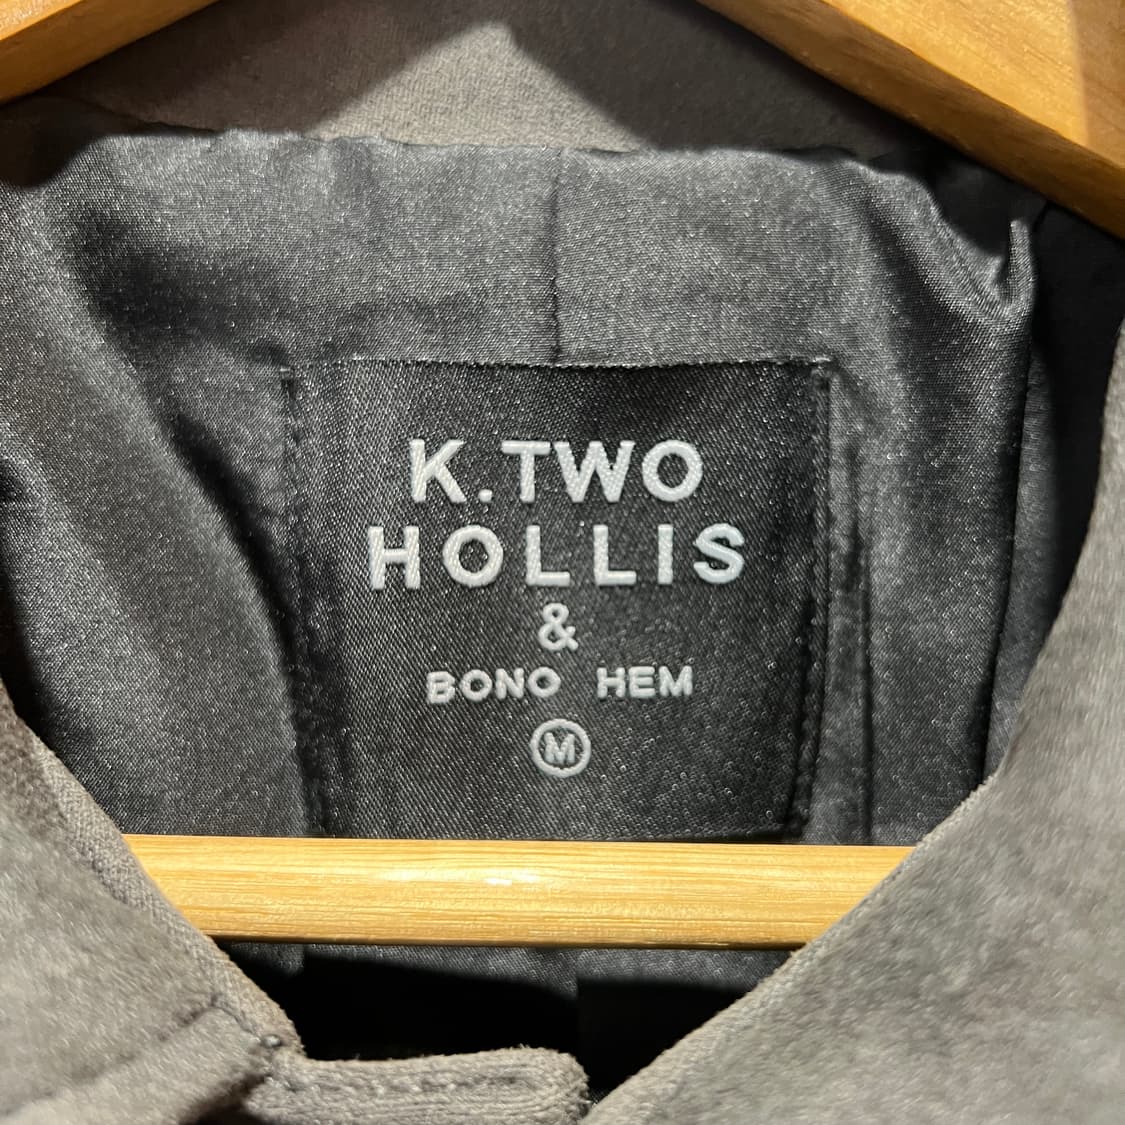 K.TWO
HOLLIS
&
BONO HEM
M